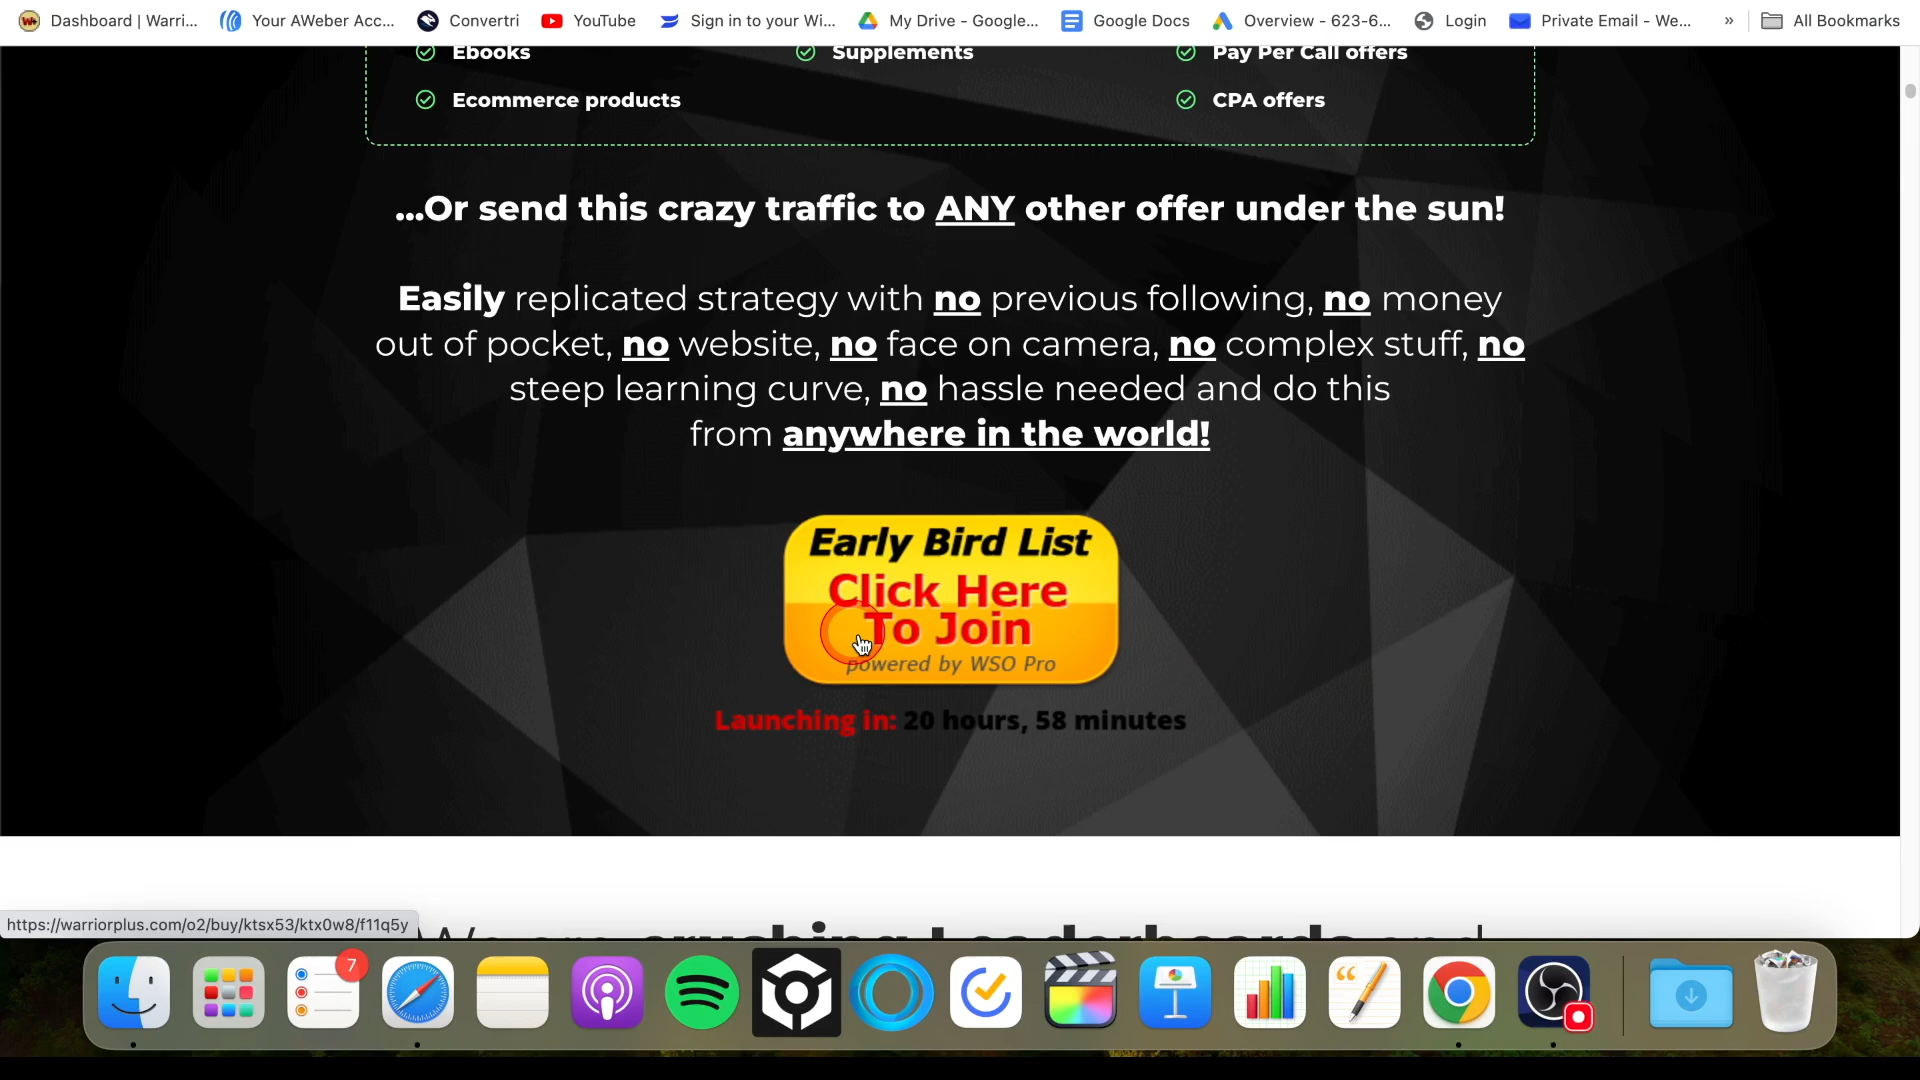 Dashboard | Warri...
Your AWeber Acc...
Convertri
YouTube
Sign in to your Wi...
My Drive - Google...
Google Docs
Overview - 623-6...
Login
Private Email - We...
»
All Bookmarks
Ebooks
Supplements
Pay Per Call offers
Ecommerce products
CPA offers
...Or send this crazy traffic to ANY other offer under the sun!
Easily replicated strategy with no previous following, no money
out of pocket, no website, no face on camera, no complex stuff, no
steep learning curve, no hassle needed and do this
from anywhere in the world!
Early Bird List
Click Here
To Join
powered by WSO Pro
Launching in: 20 hours, 58 minutes
We are crushing Leaderboards and
https://warriorplus.com/o2/buy/ktsx53/ktx0w8/f11q5y
7